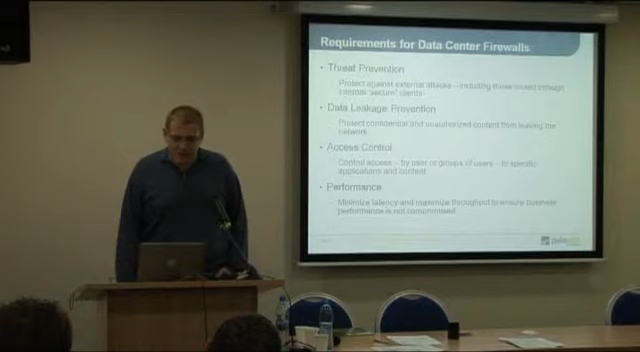 Requirements for Data Center Firewalls
• Threat Prevention
– Protect against external attacks – including those routed through
internal "secure" clients
• Data Leakage Prevention
– Protect confidential and unauthorized content from leaving the
network
• Access Control
– Control access – by user or groups of users – to specific
applications and content
• Performance
– Minimize latency and maximize throughput to ensure business
performance is not compromised